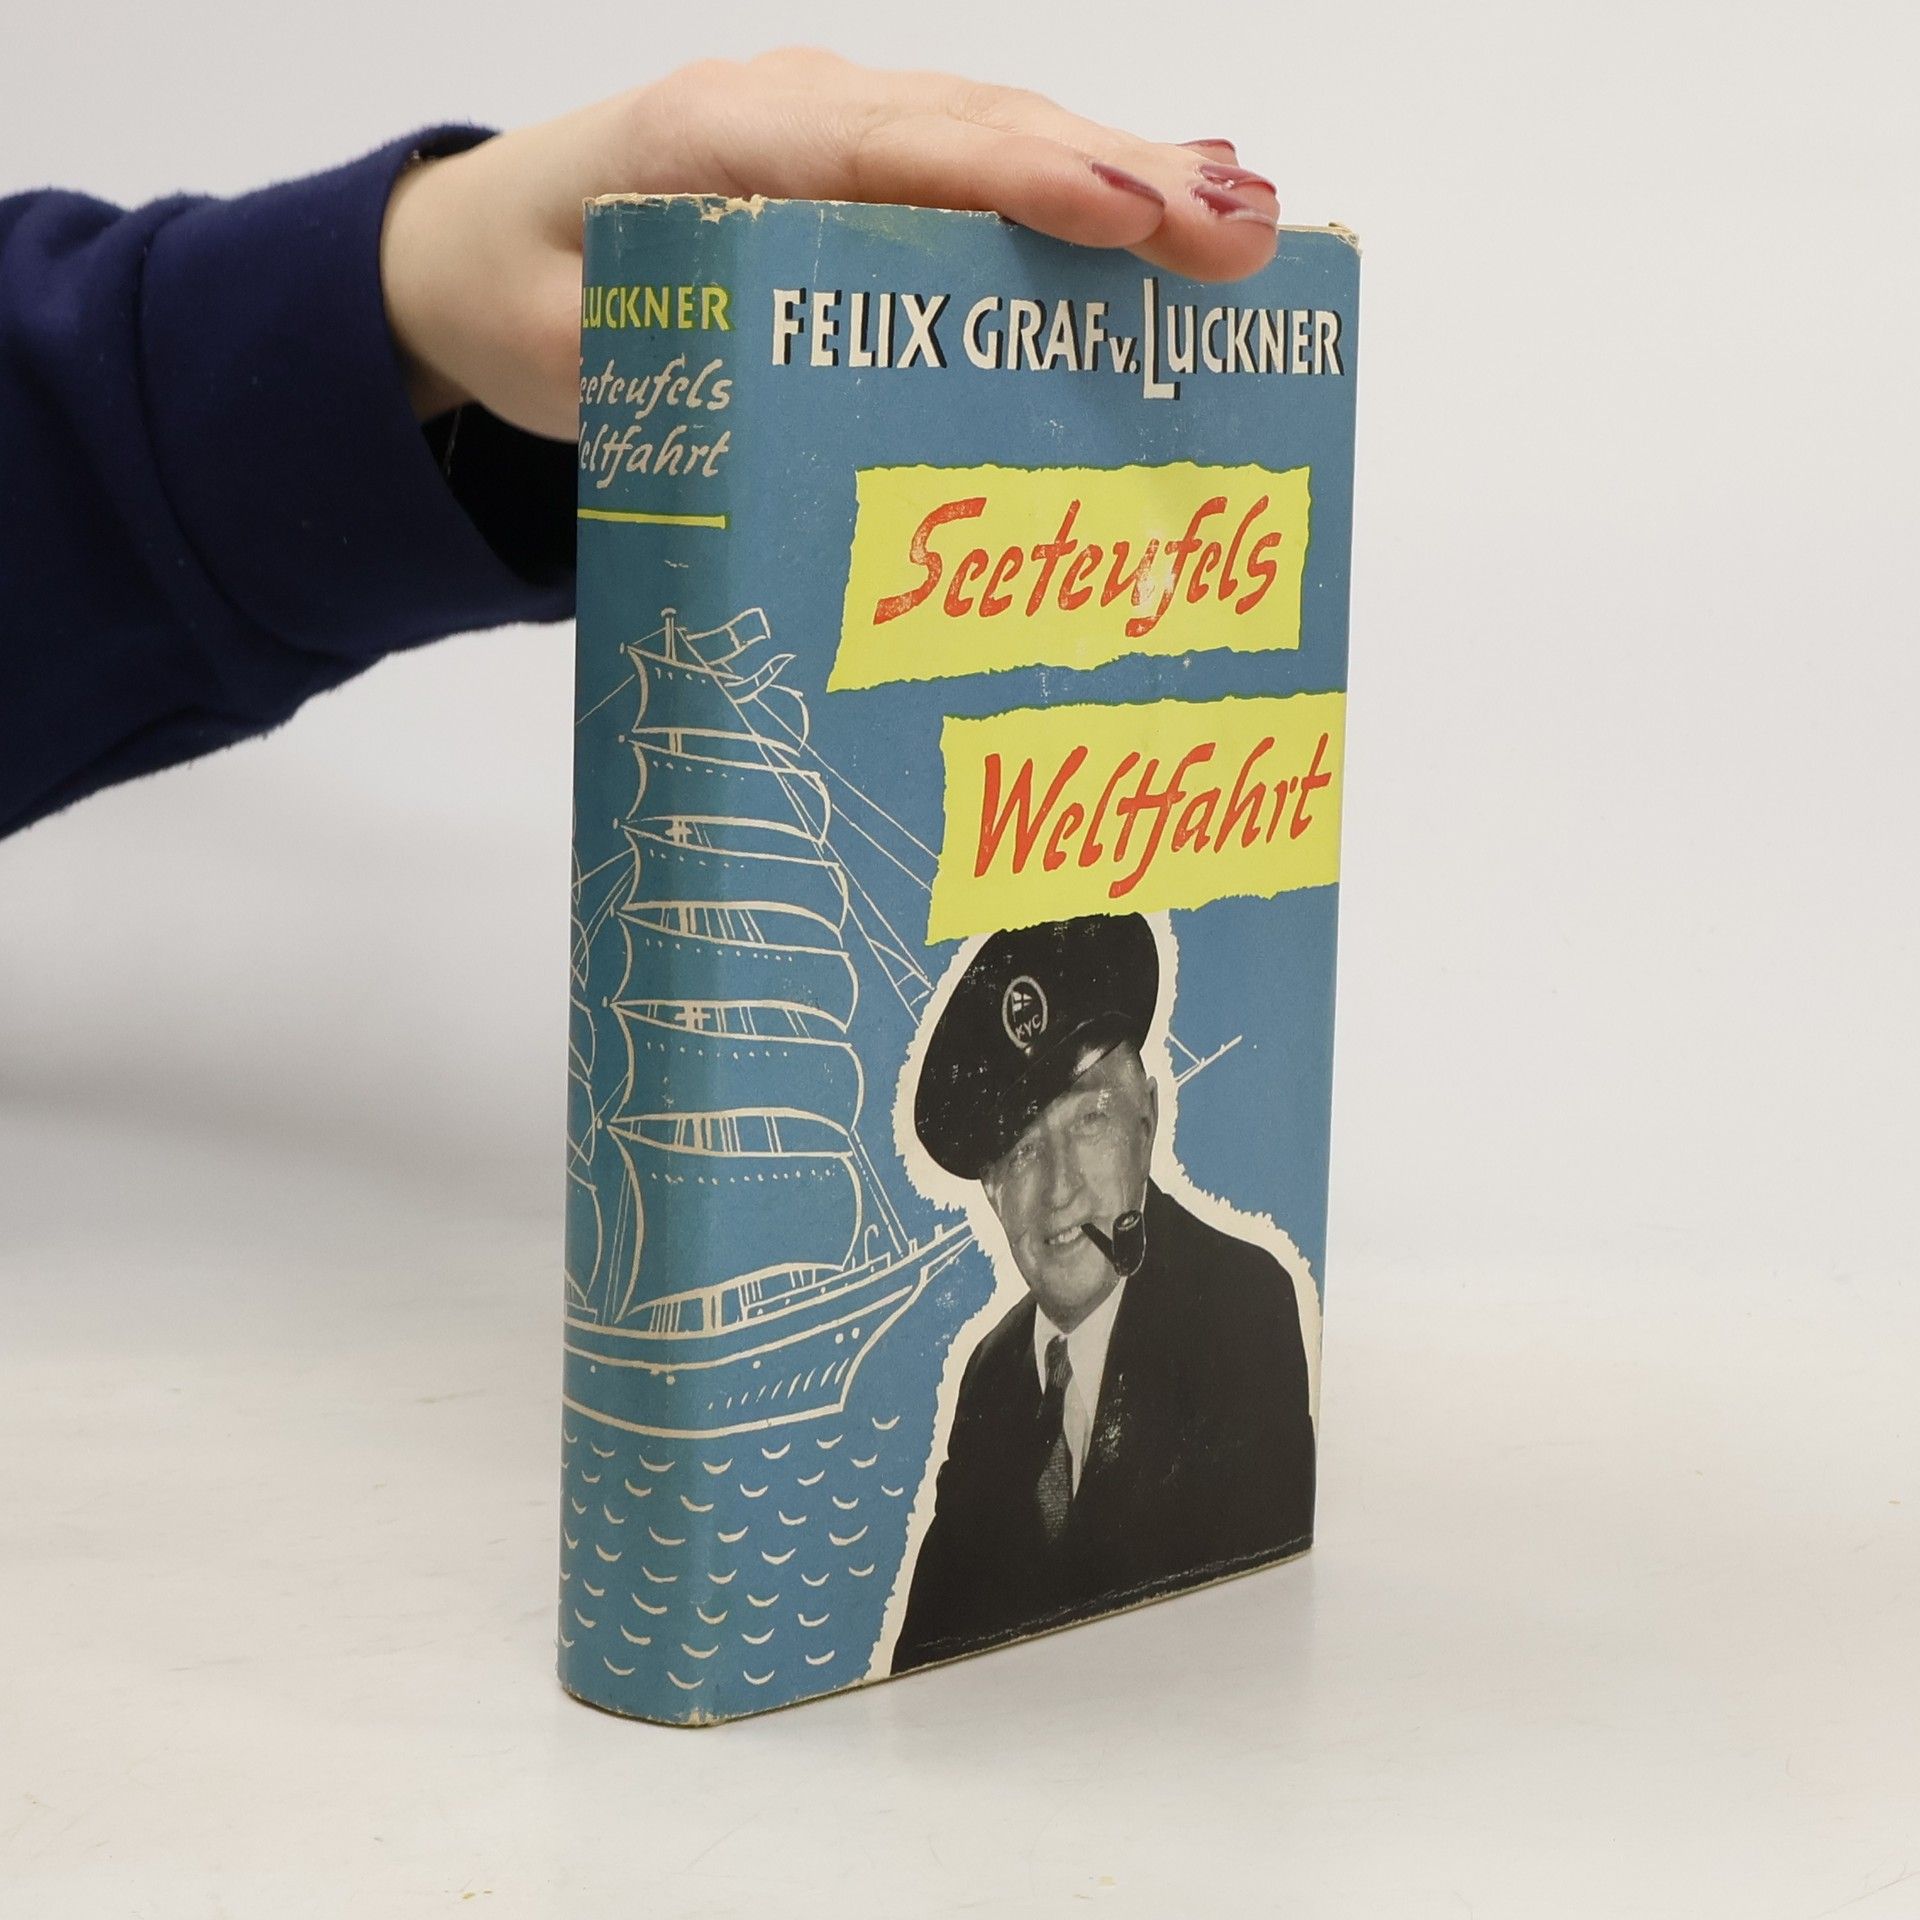 LUCKNER
Seeteufels
Weltfahrt
FELIX GRAF v. LUCKNER
Seeteufels
Weltfahrt
KYC